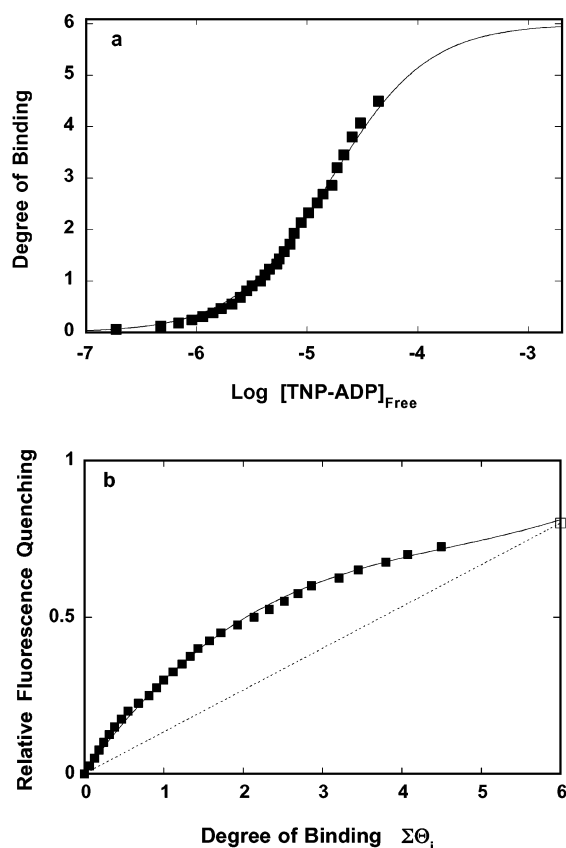 a
6
5
4
3
2
1
0
Degree of Binding
-7 -6 -5 -4 -3
Log [TNP-ADP]Free
b
1
0.5
0
Relative Fluorescence Quenching
0 1 2 3 4 5 6
Degree of Binding ΣΘi